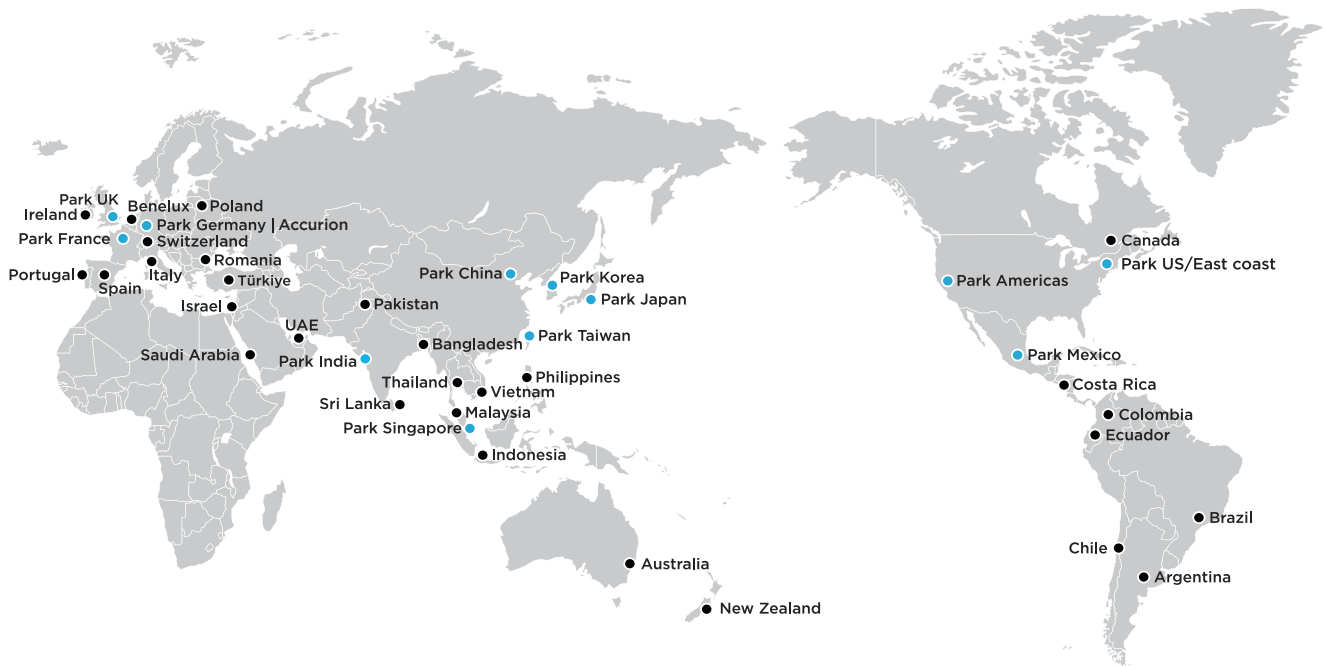 Park UK
Ireland
Benelux
Poland
Park Germany | Accurion
Park France
Switzerland
Romania
Portugal
Spain
Italy
Türkiye
Israel
UAE
Saudi Arabia
Pakistan
Park India
Bangladesh
Sri Lanka
Park China
Park Korea
Park Japan
Park Taiwan
Thailand
Philippines
Vietnam
Malaysia
Park Singapore
Indonesia
Australia
New Zealand
Canada
Park US/East coast
Park Americas
Park Mexico
Costa Rica
Colombia
Ecuador
Brazil
Chile
Argentina